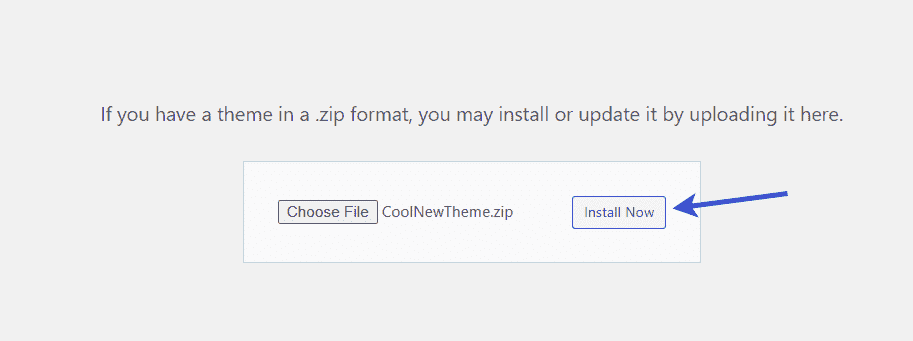 If you have a theme in a .zip format, you may install or update it by uploading it here.
Choose File CoolNewTheme.zip Install Now